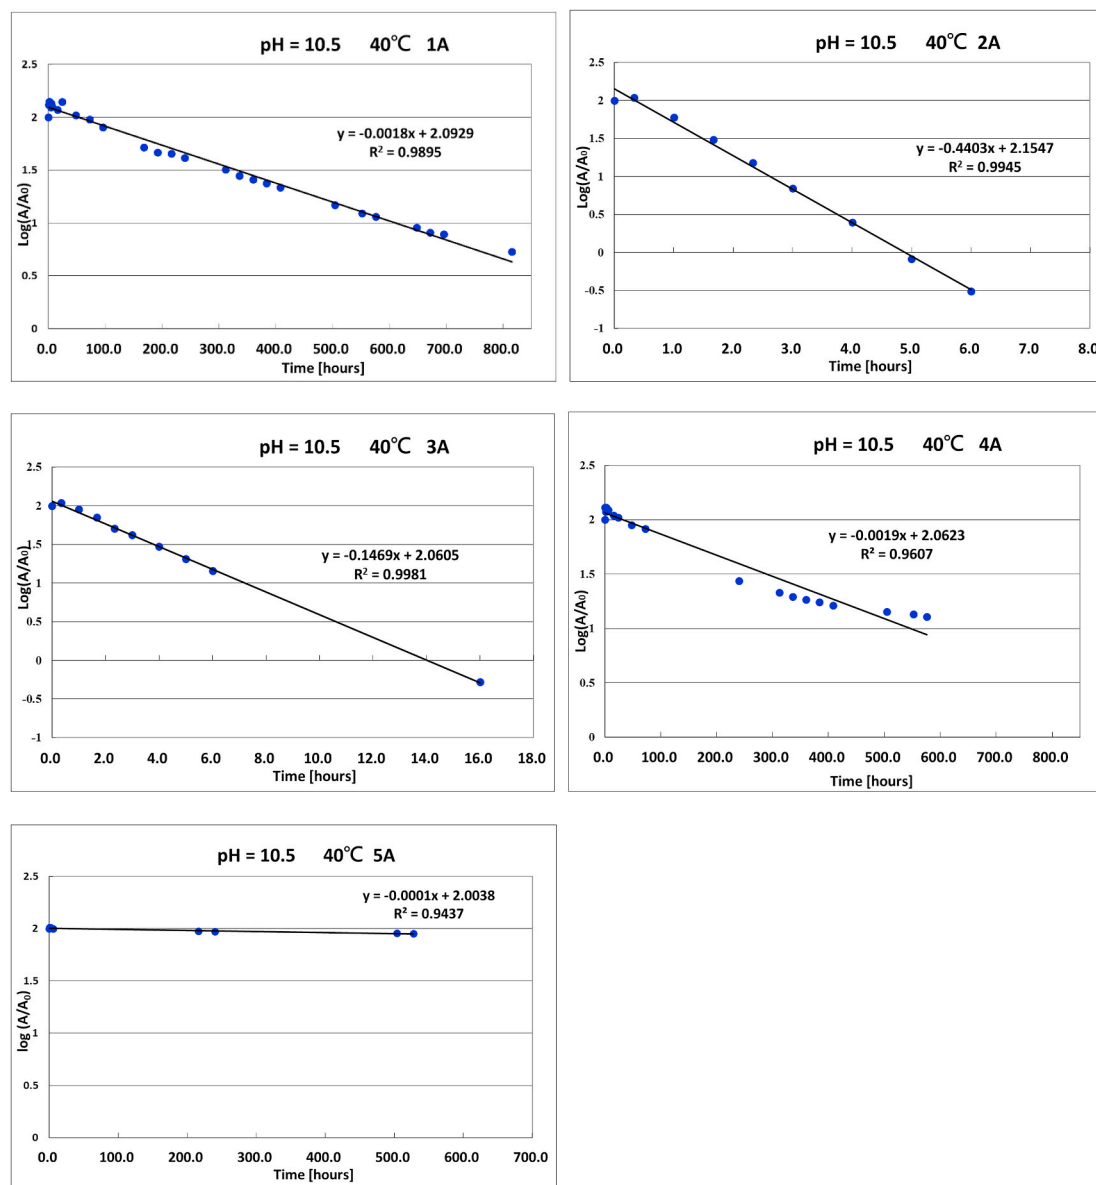 pH = 10.5 40℃ 1A
2.5
2
1.5
1
0.5
0
Log(A/A0)
y = -0.0018x + 2.0929
R2 = 0.9895
0.0 100.0 200.0 300.0 400.0 500.0 600.0 700.0 800.0
Time [hours]
pH = 10.5 40℃ 2A
2.5
2
1.5
1
0.5
0
-0.5
-1
Log(A/A0)
y = -0.4403x + 2.1547
R2 = 0.9945
0.0 1.0 2.0 3.0 4.0 5.0 6.0 7.0 8.0
Time [hours]
pH = 10.5 40℃ 3A
2.5
2
1.5
1
0.5
0
-0.5
-1
Log(A/A0)
y = -0.1469x + 2.0605
R2 = 0.9981
0.0 2.0 4.0 6.0 8.0 10.0 12.0 14.0 16.0 18.0
Time [hours]
pH = 10.5 40℃ 4A
2.5
2
1.5
1
0.5
0
Log(A/A0)
y = -0.0019x + 2.0623
R² = 0.9607
0.0 100.0 200.0 300.0 400.0 500.0 600.0 700.0 800.0
Time [hours]
pH = 10.5 40℃ 5A
2.5
2
1.5
1
0.5
0
log (A/A0)
y = -0.0001x + 2.0038
R² = 0.9437
0.0 100.0 200.0 300.0 400.0 500.0 600.0 700.0
Time [hours]